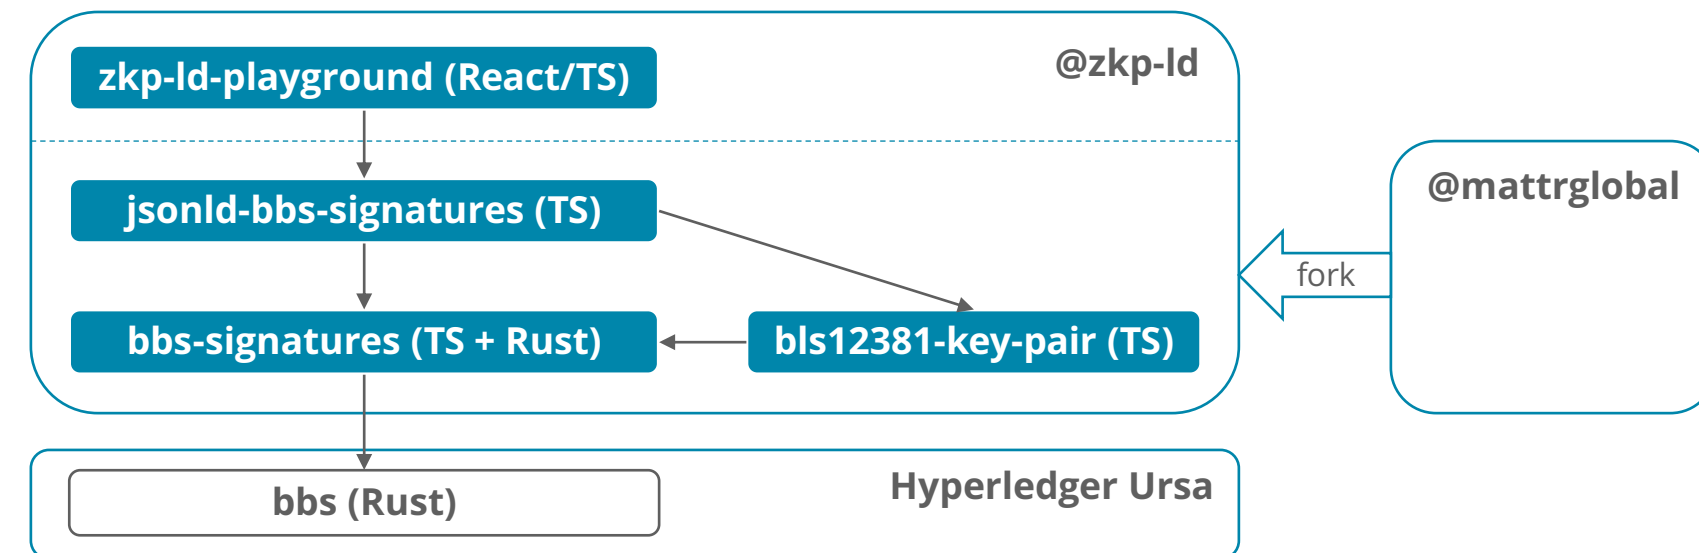 zkp-ld-playground (React/TS)
@zkp-ld
jsonld-bbs-signatures (TS)
@mattrglobal
fork
bbs-signatures (TS + Rust)
bls12381-key-pair (TS)
Hyperledger Ursa
bbs (Rust)